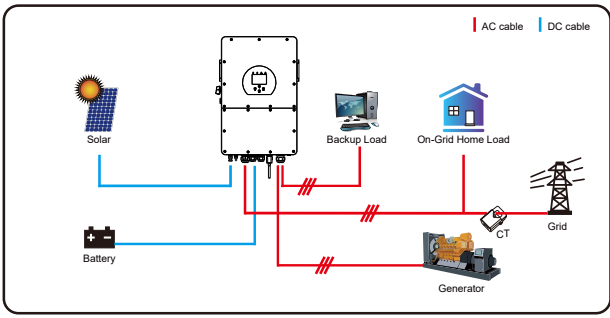 AC cable
DC cable
Solar
Backup Load
On-Grid Home Load
CT
Grid
Battery
Generator